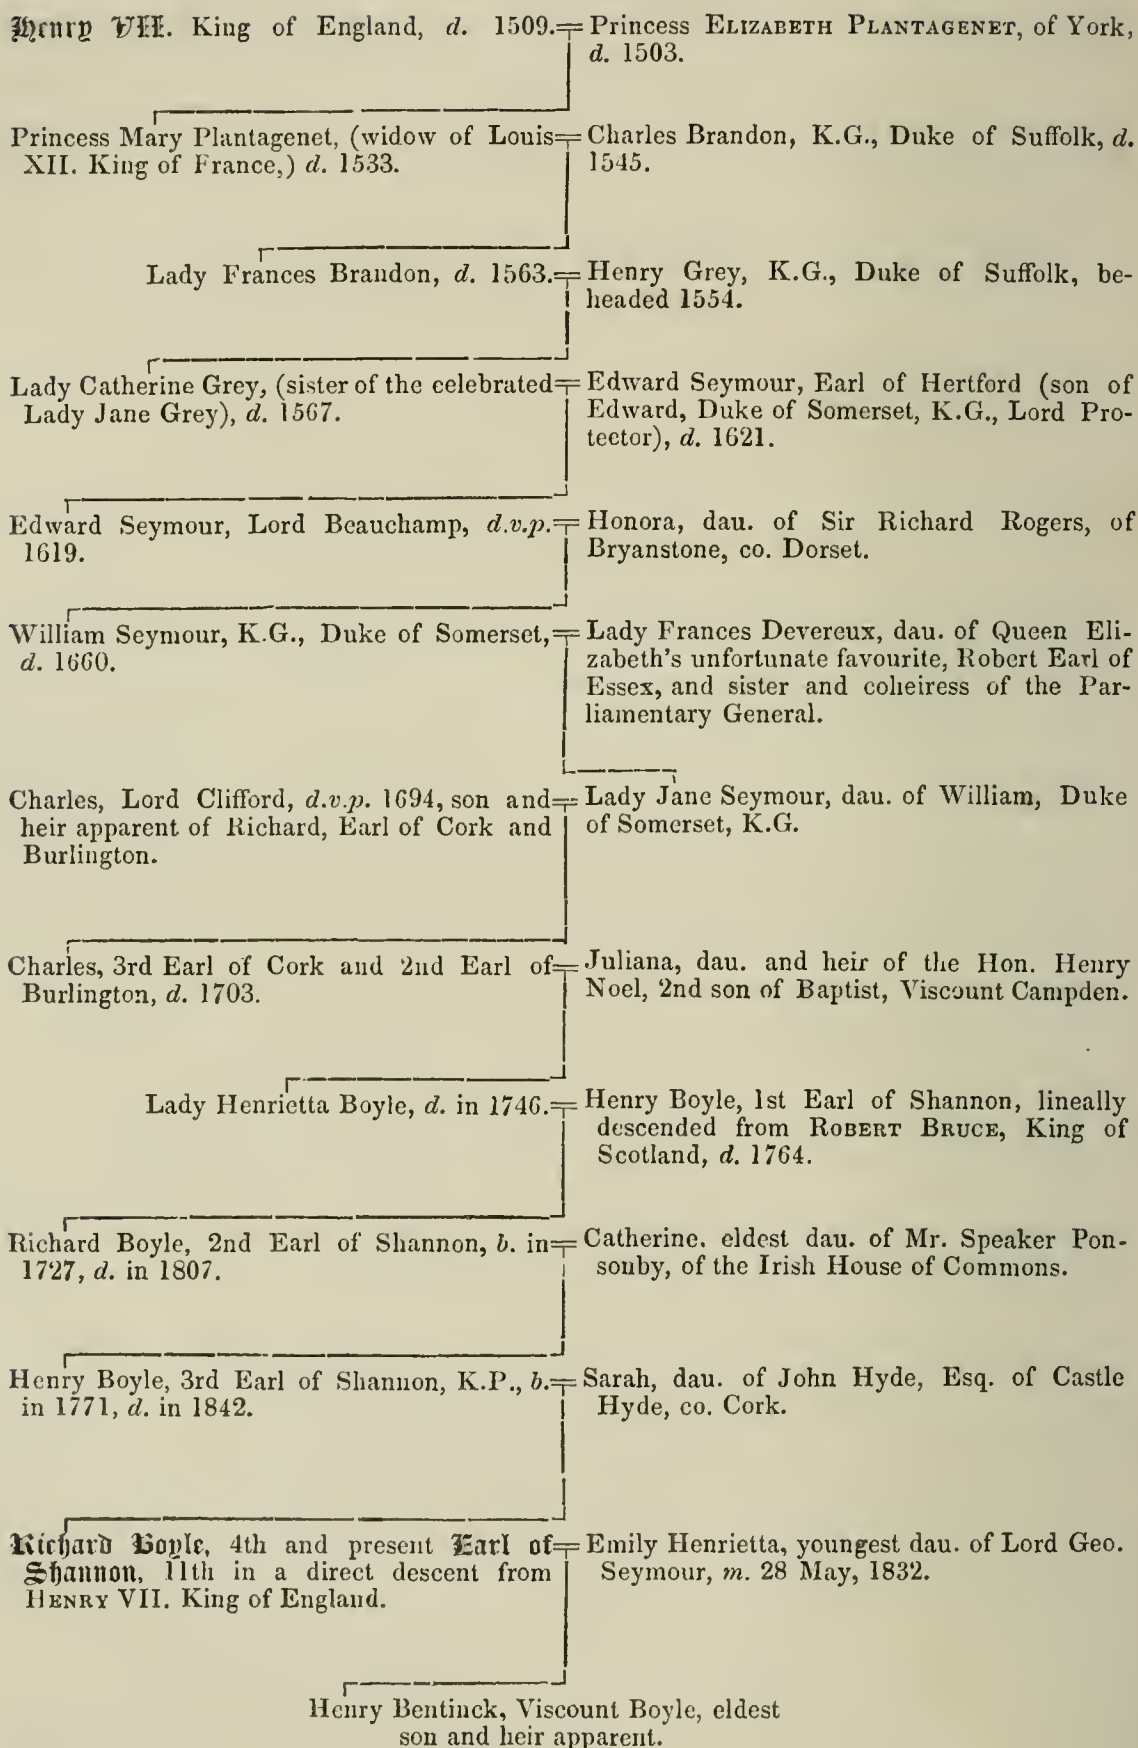 Henry VII. King of England, d. 1509.
Princess ELIZABETH PLANTAGENET, of York,
d. 1503.
Princess Mary Plantagenet, (widow of Louis
XII. King of France,) d. 1533.
Charles Brandon, K.G., Duke of Suffolk, d.
1545.
Lady Frances Brandon, d. 1563.
Henry Grey, K.G., Duke of Suffolk, be-
headed 1554.
Lady Catherine Grey, (sister of the celebrated
Lady Jane Grey), d. 1567.
Edward Seymour, Earl of Hertford (son of
Edward, Duke of Somerset, K.G., Lord Pro-
tector), d. 1621.
Edward Seymour, Lord Beauchamp, d.v.p.
1619.
Honora, dau. of Sir Richard Rogers, of
Bryanstone, co. Dorset.
William Seymour, K.G., Duke of Somerset,
d. 1660.
Lady Frances Devereux, dau. of Queen Eli-
zabeth's unfortunate favourite, Robert Earl of
Essex, and sister and coheiress of the Par-
liamentary General.
Charles, Lord Clifford, d.v.p. 1694, son and
heir apparent of Richard, Earl of Cork and
Burlington.
Lady Jane Seymour, dau. of William, Duke
of Somerset, K.G.
Charles, 3rd Earl of Cork and 2nd Earl of
Burlington, d. 1703.
Juliana, dau. and heir of the Hon. Henry
Noel, 2nd son of Baptist, Viscount Campden.
Lady Henrietta Boyle, d. in 1746.
Henry Boyle, 1st Earl of Shannon, lineally
descended from ROBERT BRUCE, King of
Scotland, d. 1764.
Richard Boyle, 2nd Earl of Shannon, b. in
1727, d. in 1807.
Catherine, eldest dau. of Mr. Speaker Pon-
sonby, of the Irish House of Commons.
Henry Boyle, 3rd Earl of Shannon, K.P., b.
in 1771, d. in 1842.
Sarah, dau. of John Hyde, Esq. of Castle
Hyde, co. Cork.
Richard Boyle, 4th and present Earl of
Shannon, 11th in a direct descent from
HENRY VII. King of England.
Emily Henrietta, youngest dau. of Lord Geo.
Seymour, m. 28 May, 1832.
Henry Bentinck, Viscount Boyle, eldest
son and heir apparent.